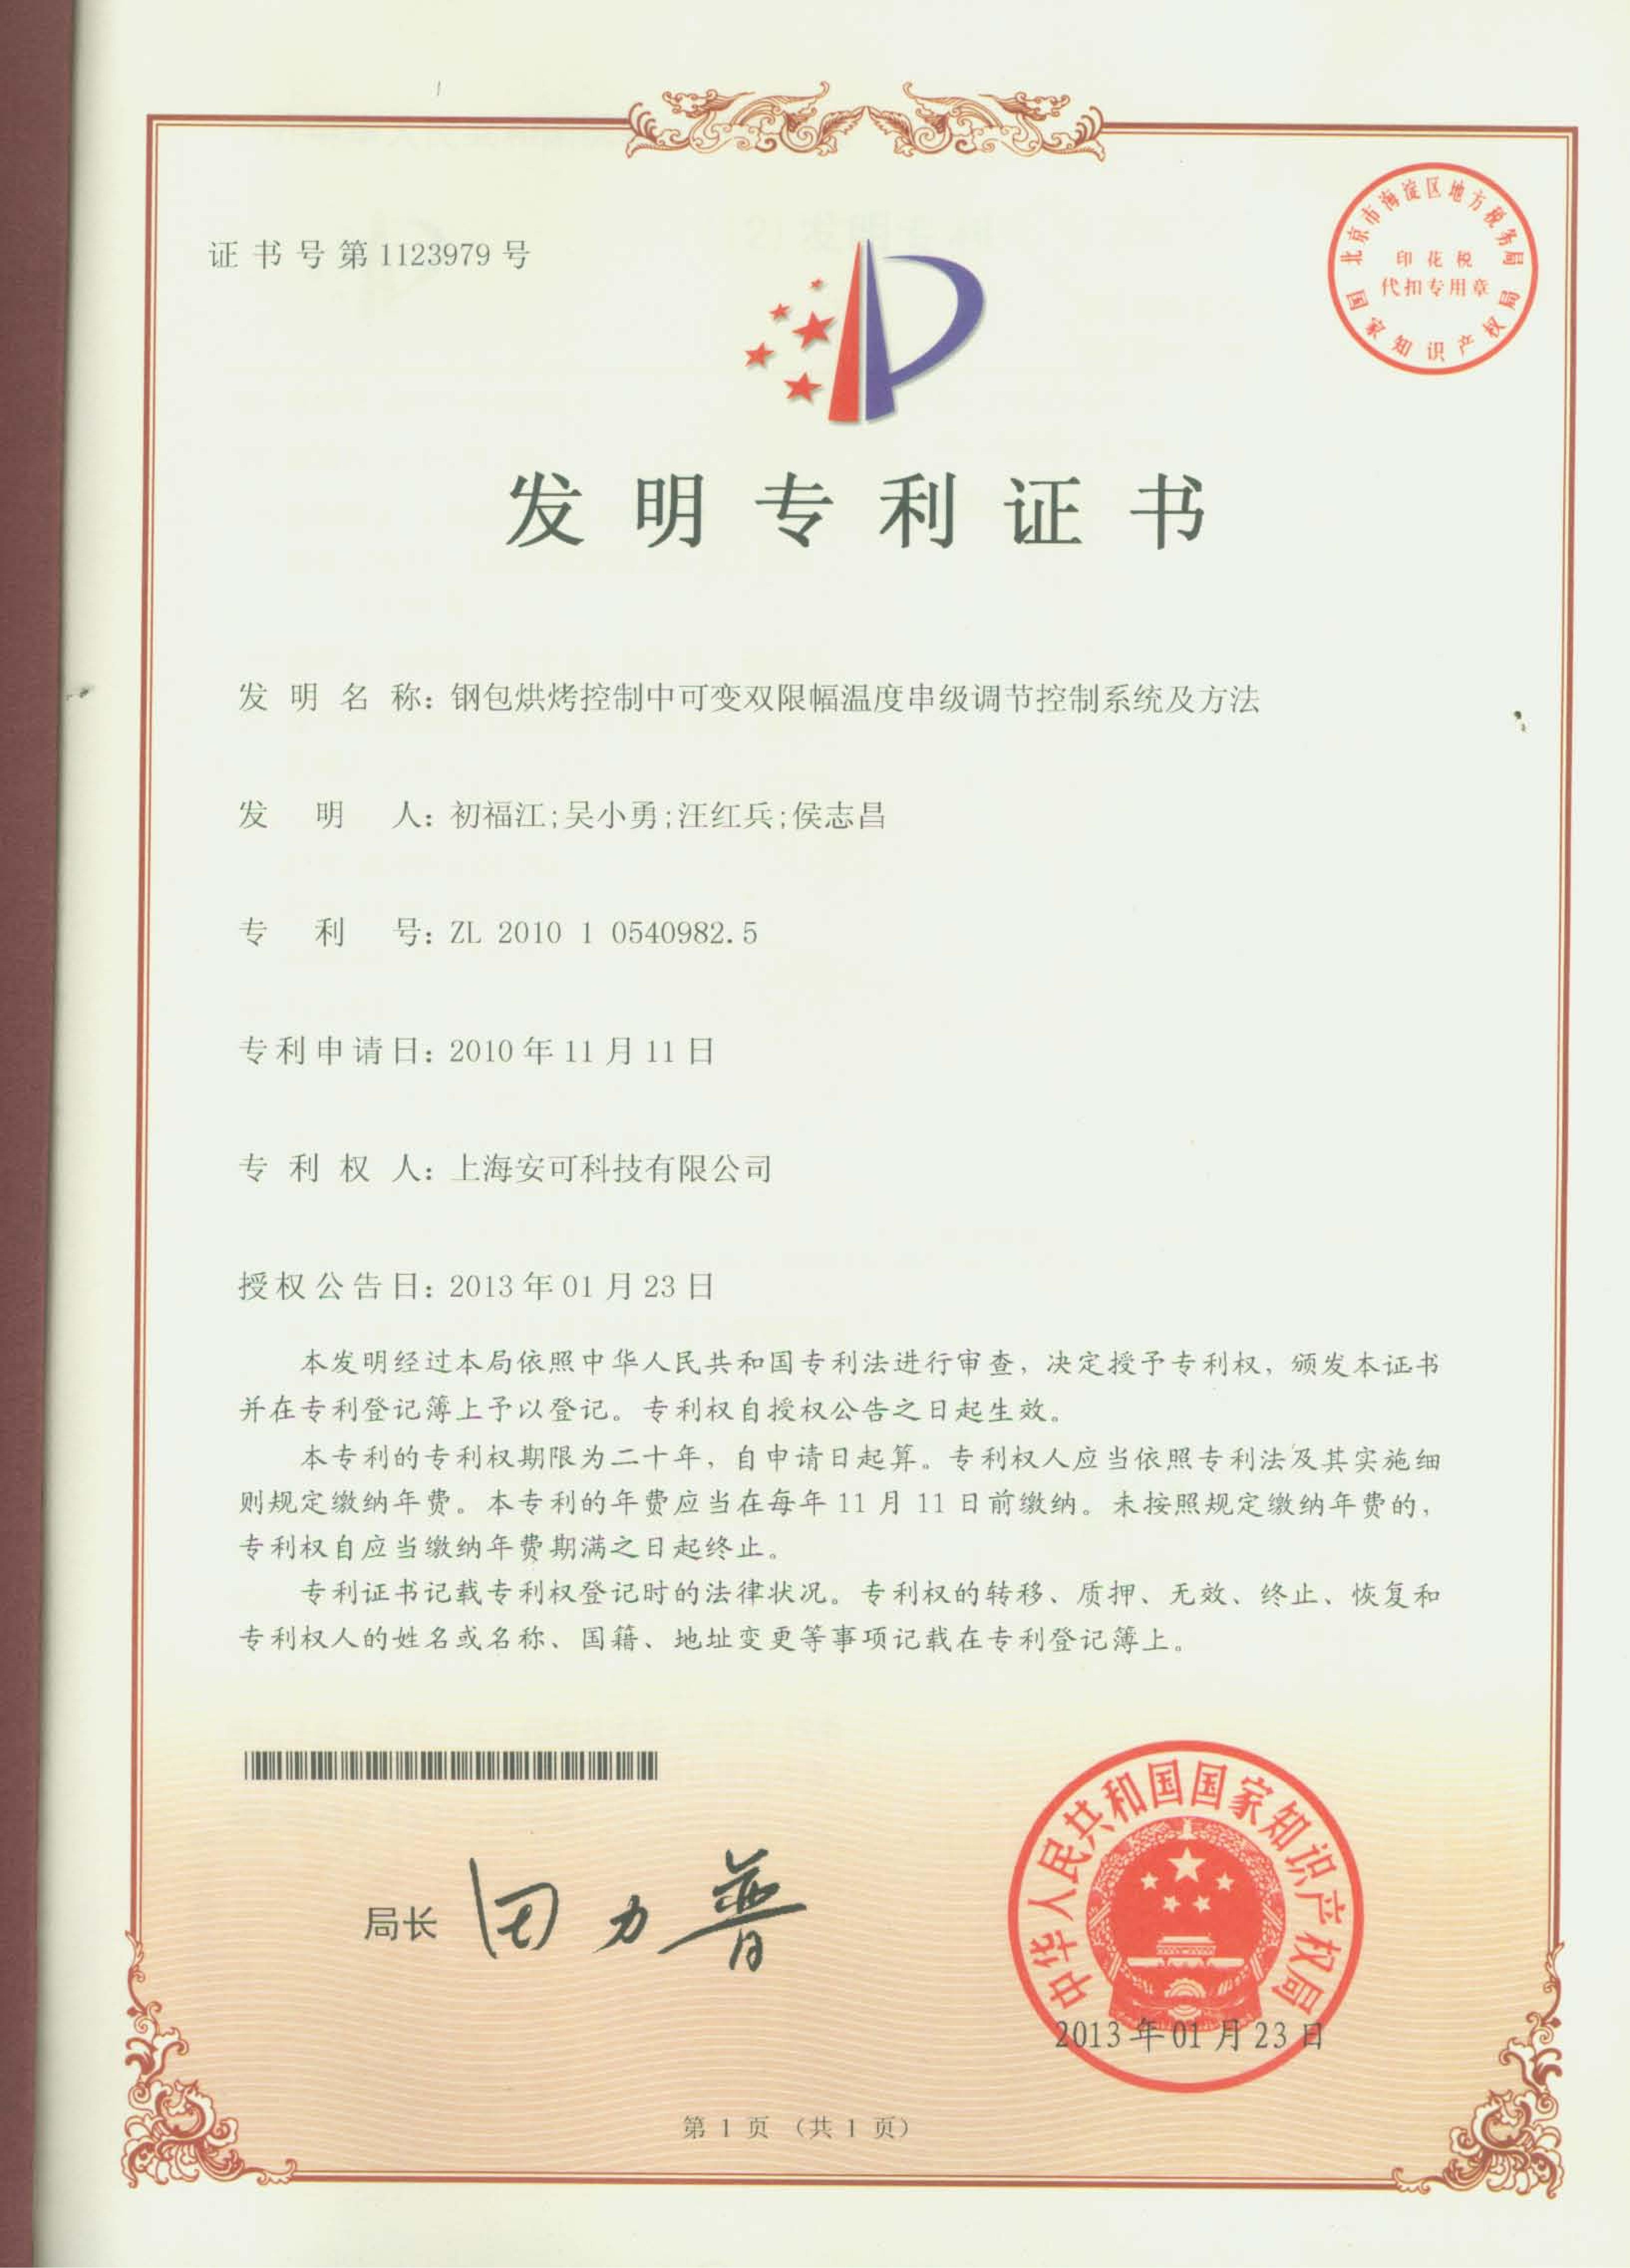 证书号第1123979号
北京市海淀区地方税务局
印花税
代扣专用章
国家知识产权局
发明专利证书
发明名称：钢包烘烤控制中可变双限幅温度串级调节控制系统及方法
发明人：初福江;吴小勇;汪红兵;侯志昌
专利号：ZL 2010 1 0540982.5
专利申请日：2010年11月11日
专利权人：上海安可科技有限公司
授权公告日：2013年01月23日
本发明经过本局依照中华人民共和国专利法进行审查，决定授予专利权，颁发本证书
并在专利登记簿上予以登记。专利权自授权公告之日起生效。
本专利的专利权期限为二十年，自申请日起算。专利权人应当依照专利法及其实施细
则规定缴纳年费。本专利的年费应当在每年11月11日前缴纳。未按照规定缴纳年费的，
专利权自应当缴纳年费期满之日起终止。
专利证书记载专利权登记时的法律状况。专利权的转移、质押、无效、终止、恢复和
专利权人的姓名或名称、国籍、地址变更等事项记载在专利登记簿上。
局长 田力普
中华人民共和国国家知识产权局
2013年01月23日
第1页（共1页）